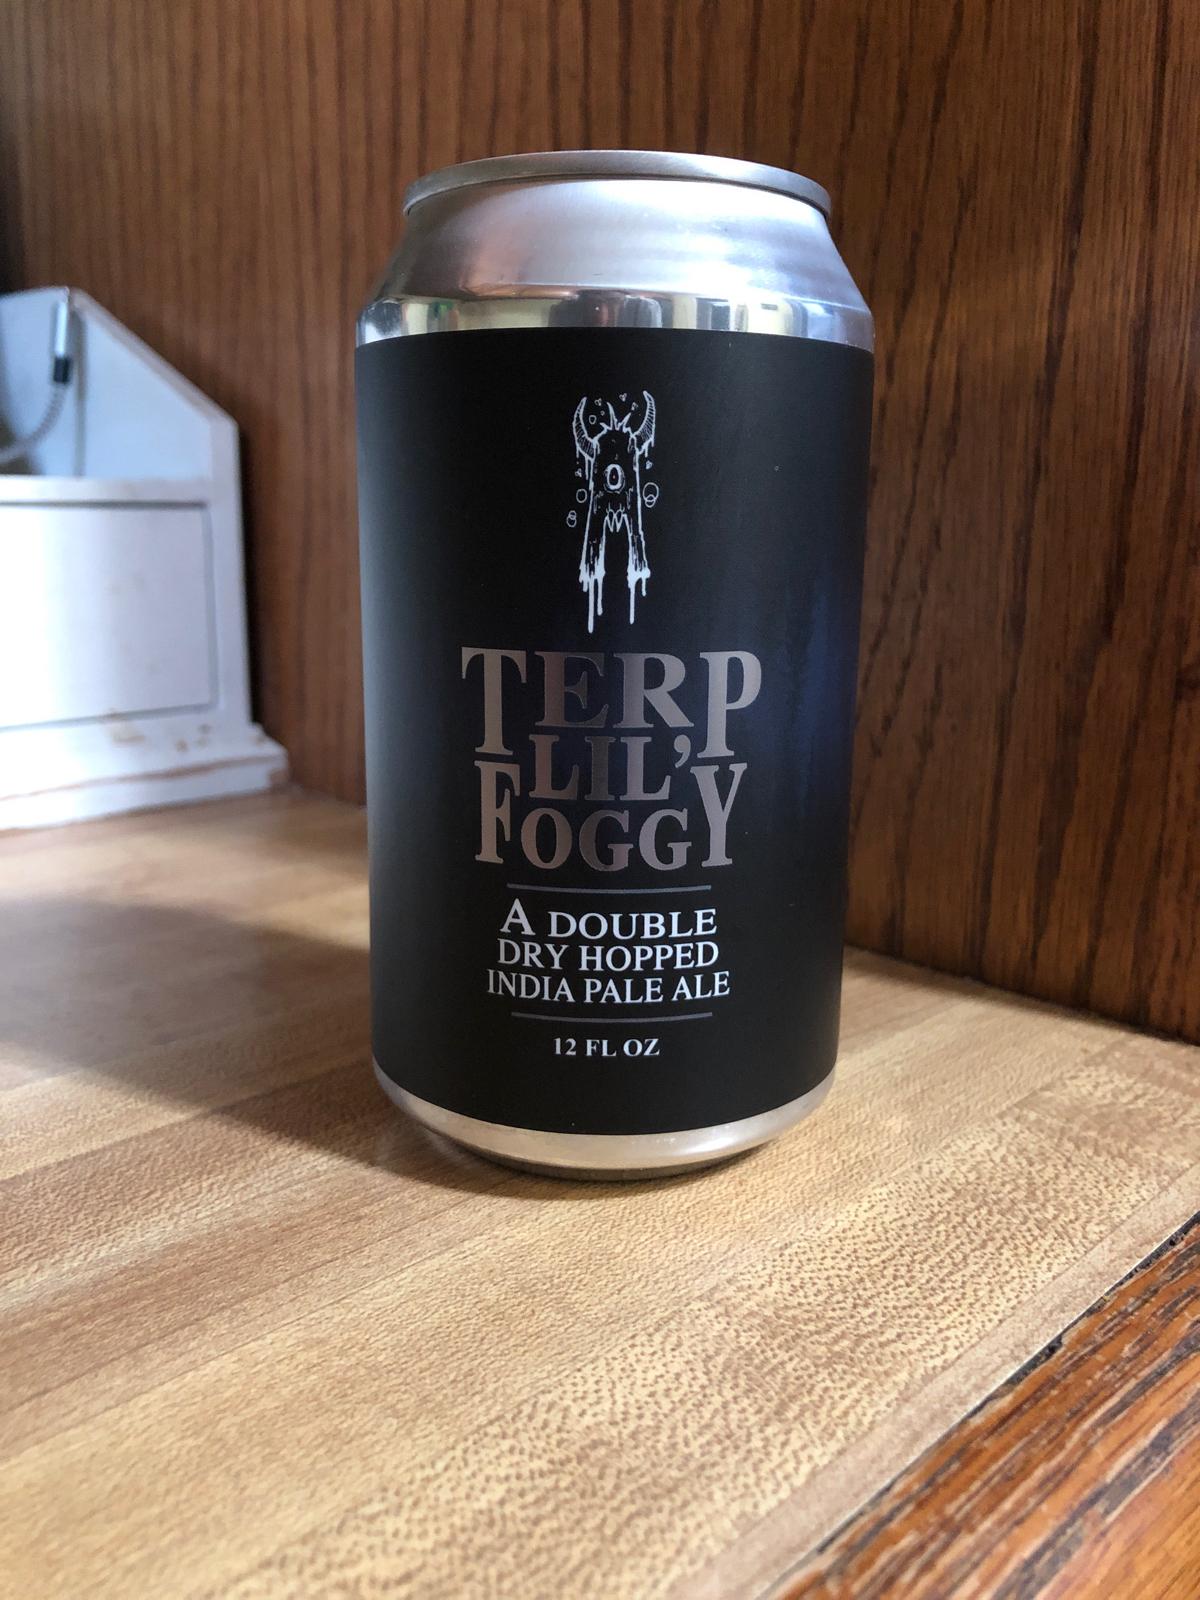 TERP
LIL'
FOGGY
A DOUBLE
DRY HOPPED
INDIA PALE ALE
12 FL OZ